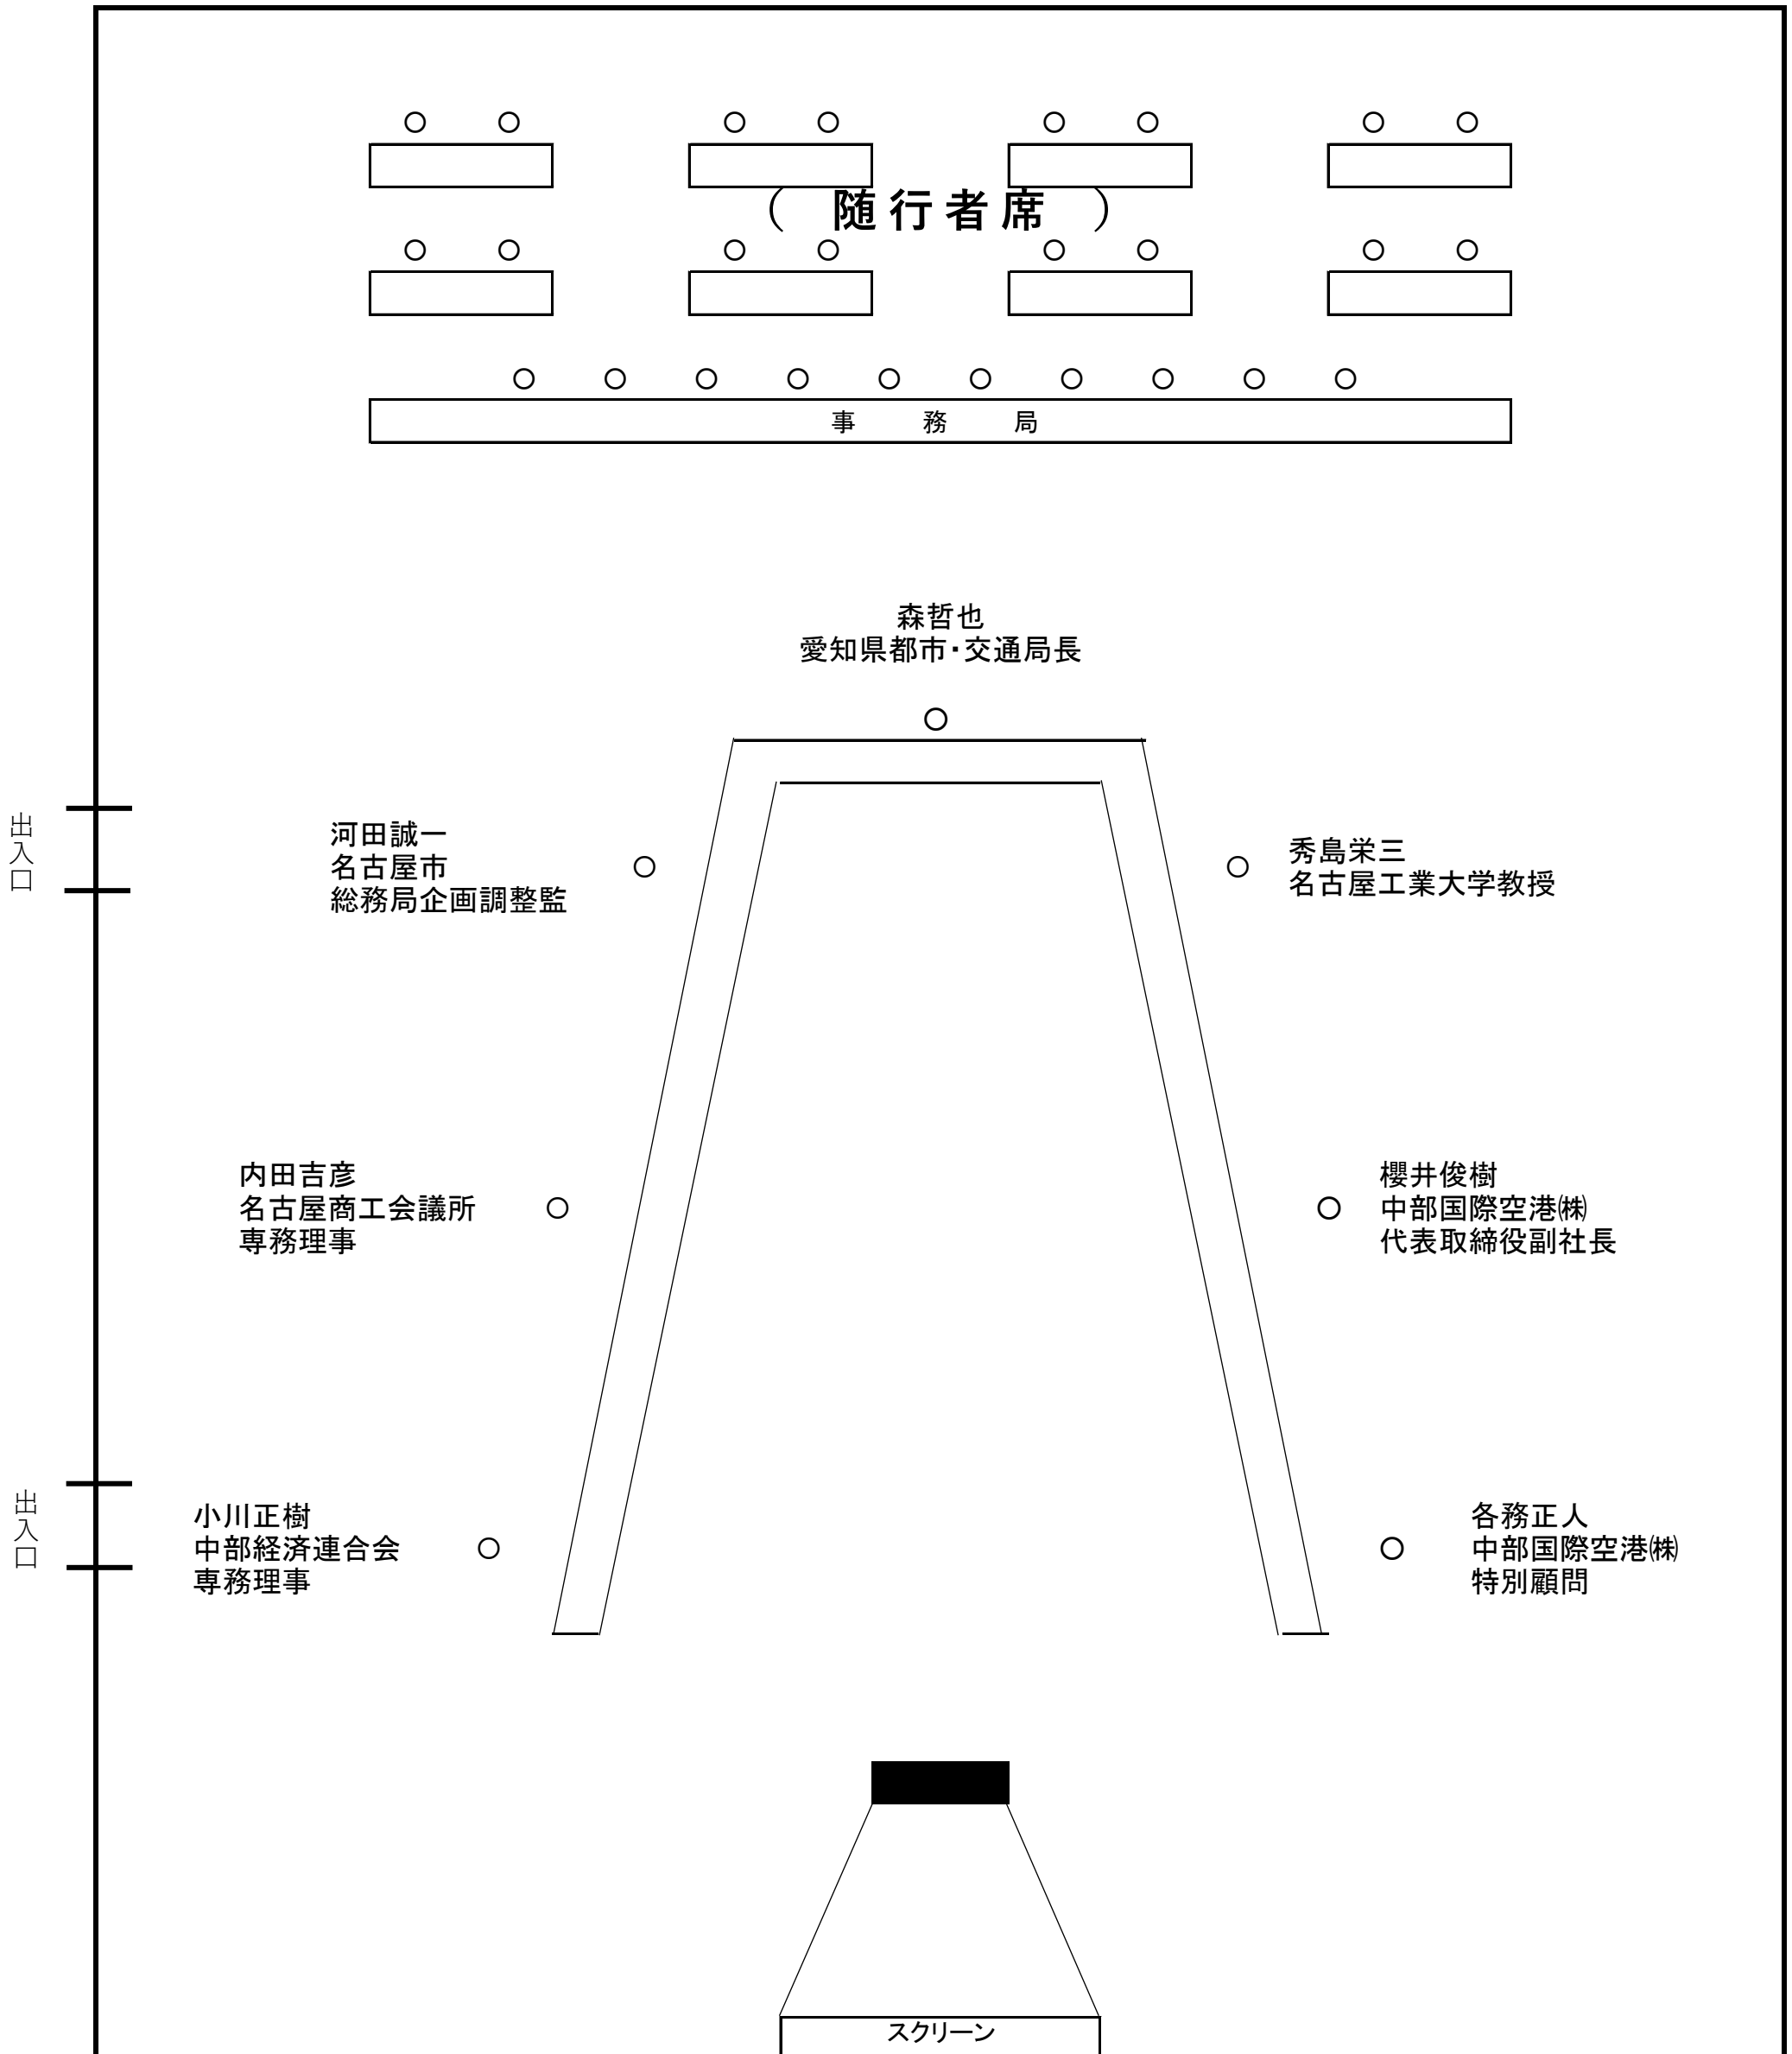 （　随行者席　）
事　務　局
森哲也
愛知県都市・交通局長
出入口
河田誠一
名古屋市
総務局企画調整監
秀島栄三
名古屋工業大学教授
内田吉彦
名古屋商工会議所
専務理事
櫻井俊樹
中部国際空港㈱
代表取締役副社長
出入口
小川正樹
中部経済連合会
専務理事
各務正人
中部国際空港㈱
特別顧問
スクリーン